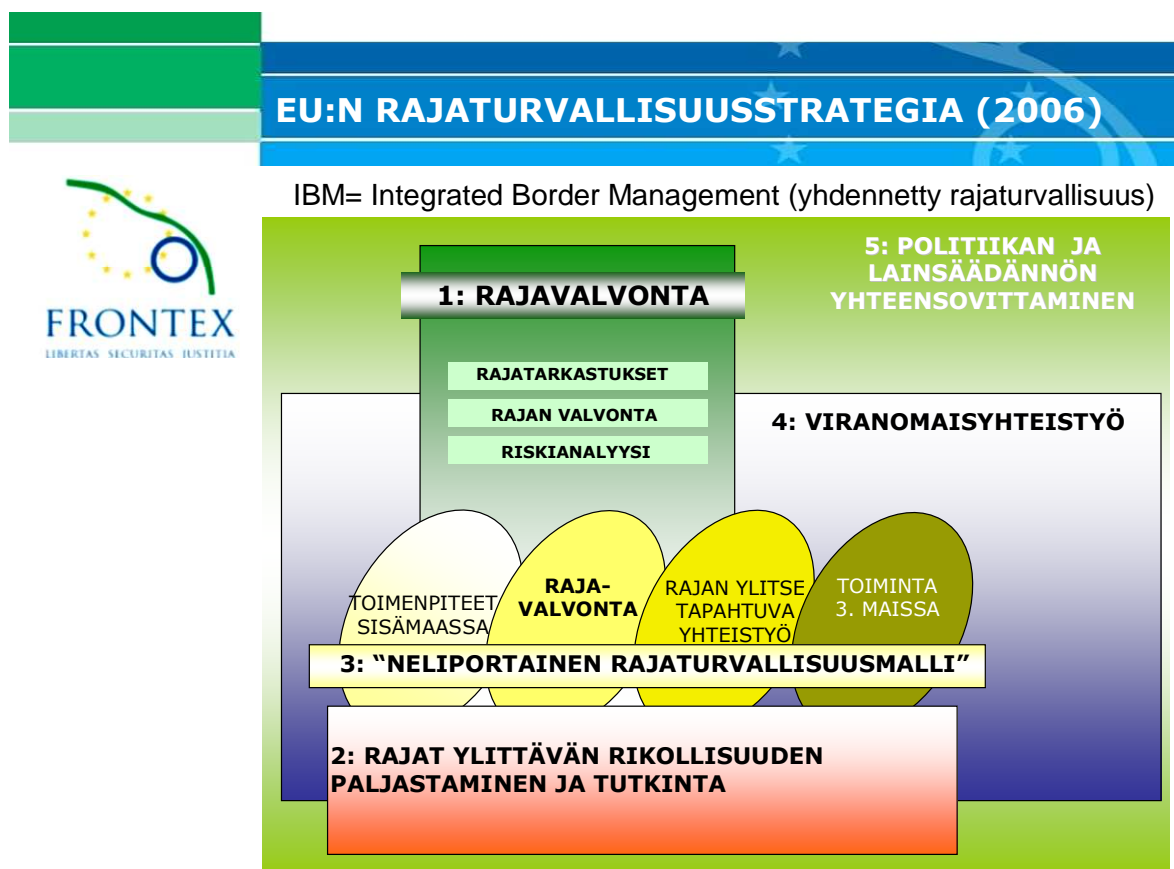 EU:N RAJATURVALLISUUSSTRATEGIA (2006)
FRONTEX
LIBERTAS SECURITAS IUSTITIA
IBM= Integrated Border Management (yhdennetty rajaturvallisuus)
5: POLITIIKAN JA
LAINSÄÄDÄNNÖN
YHTEENSOVITTAMINEN
1: RAJAVALVONTA
RAJATARKASTUKSET
RAJAN VALVONTA
RISKIANALYYSI
4: VIRANOMAISYHTEISTYÖ
TOIMENPITEET
SISÄMAASSA
RAJA-
VALVONTA
RAJAN YLITSE
TAPAHTUVA
YHTEISTYÖ
TOIMINTA
3. MAISSA
3: “NELIPORTAINEN RAJATURVALLISUUSMALLI”
2: RAJAT YLITTÄVÄN RIKOLLISUUDEN
PALJASTAMINEN JA TUTKINTA